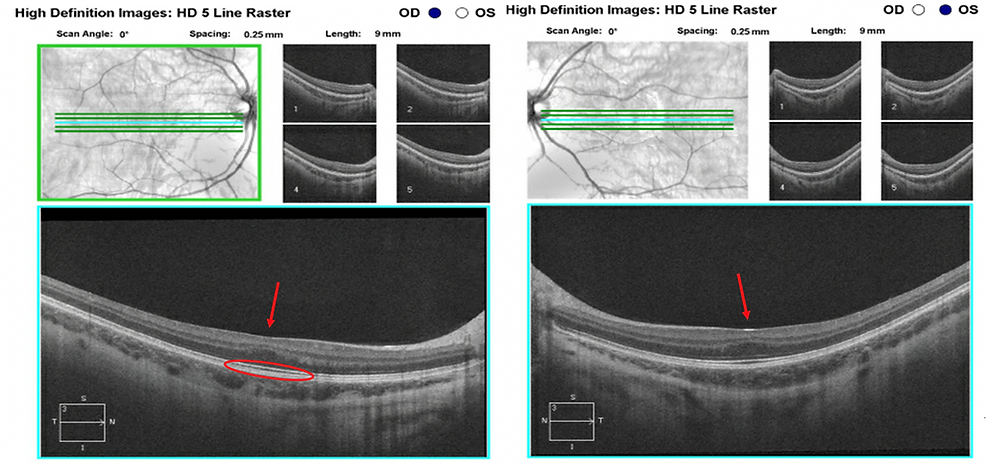 High Definition Images: HD 5 Line Raster OD OS
Scan Angle: 0° Spacing: 0.25 mm Length: 9 mm
1
2
4
5
3
S
T N
I
High Definition Images: HD 5 Line Raster OD OS
Scan Angle: 0° Spacing: 0.25 mm Length: 9 mm
1
2
4
5
3
S
N T
I